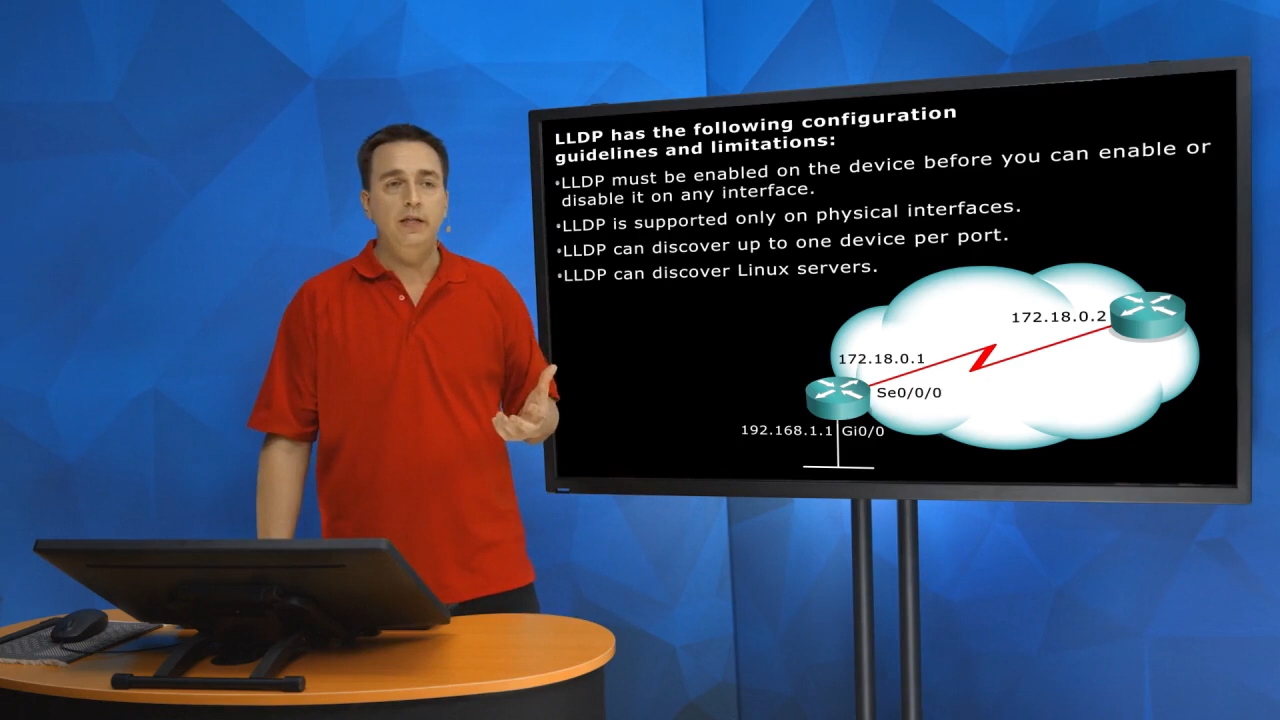 LLDP has the following configuration
guidelines and limitations:
•LLDP must be enabled on the device before you can enable or
disable it on any interface.
•LLDP is supported only on physical interfaces.
•LLDP can discover up to one device per port.
•LLDP can discover Linux servers.
172.18.0.2
172.18.0.1
Se0/0/0
192.168.1.1 Gi0/0